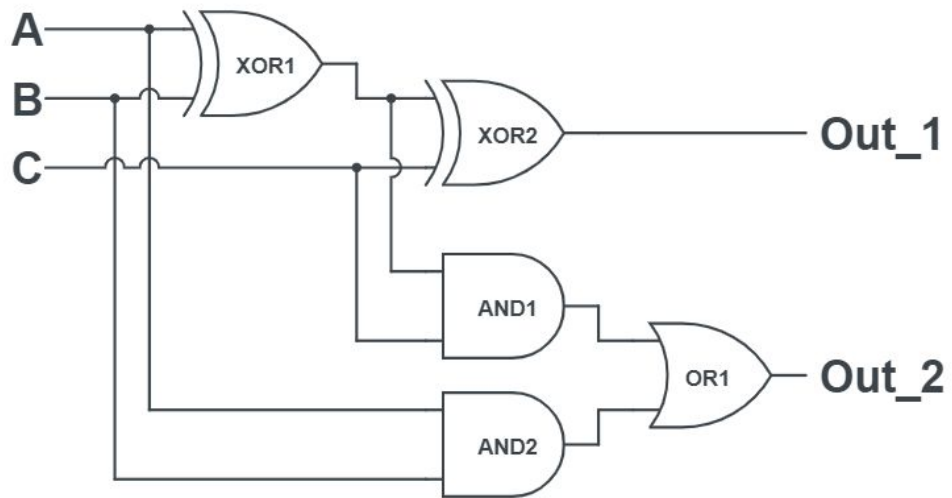 A
XOR1
B
XOR2
Out_1
C
AND1
OR1
Out_2
AND2